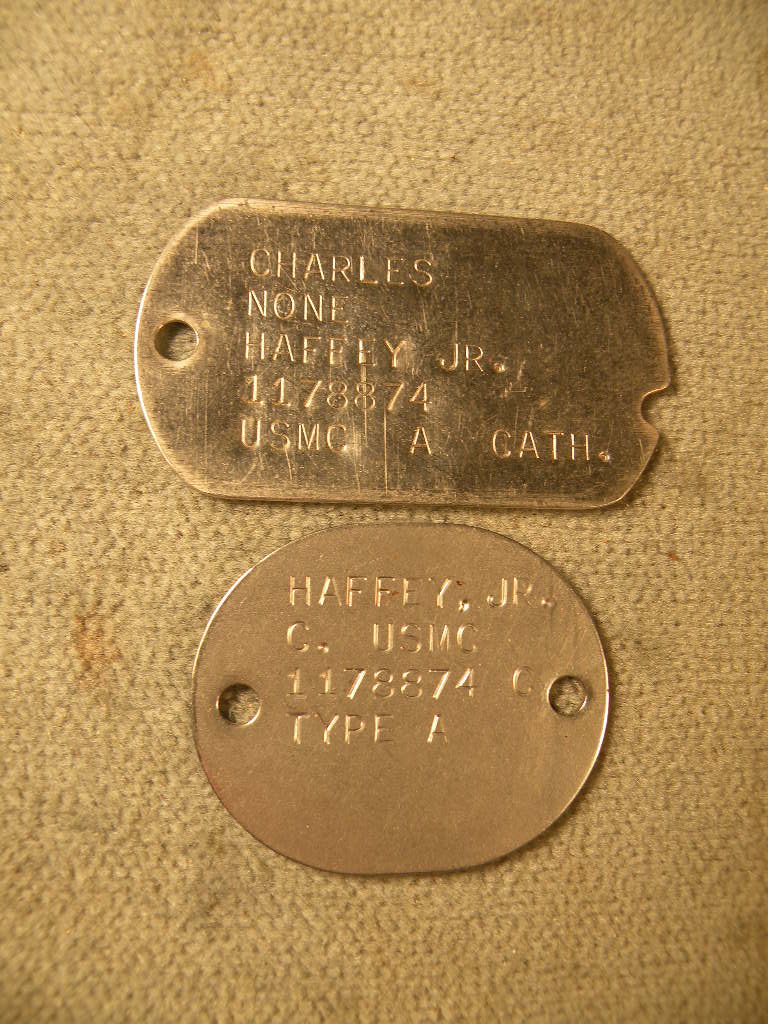 CHARLES
NONE
HAFFEY JR.
1178874
USMC A CATH.
HAFFEY, JR.
C. USMC
1178874 C
TYPE A